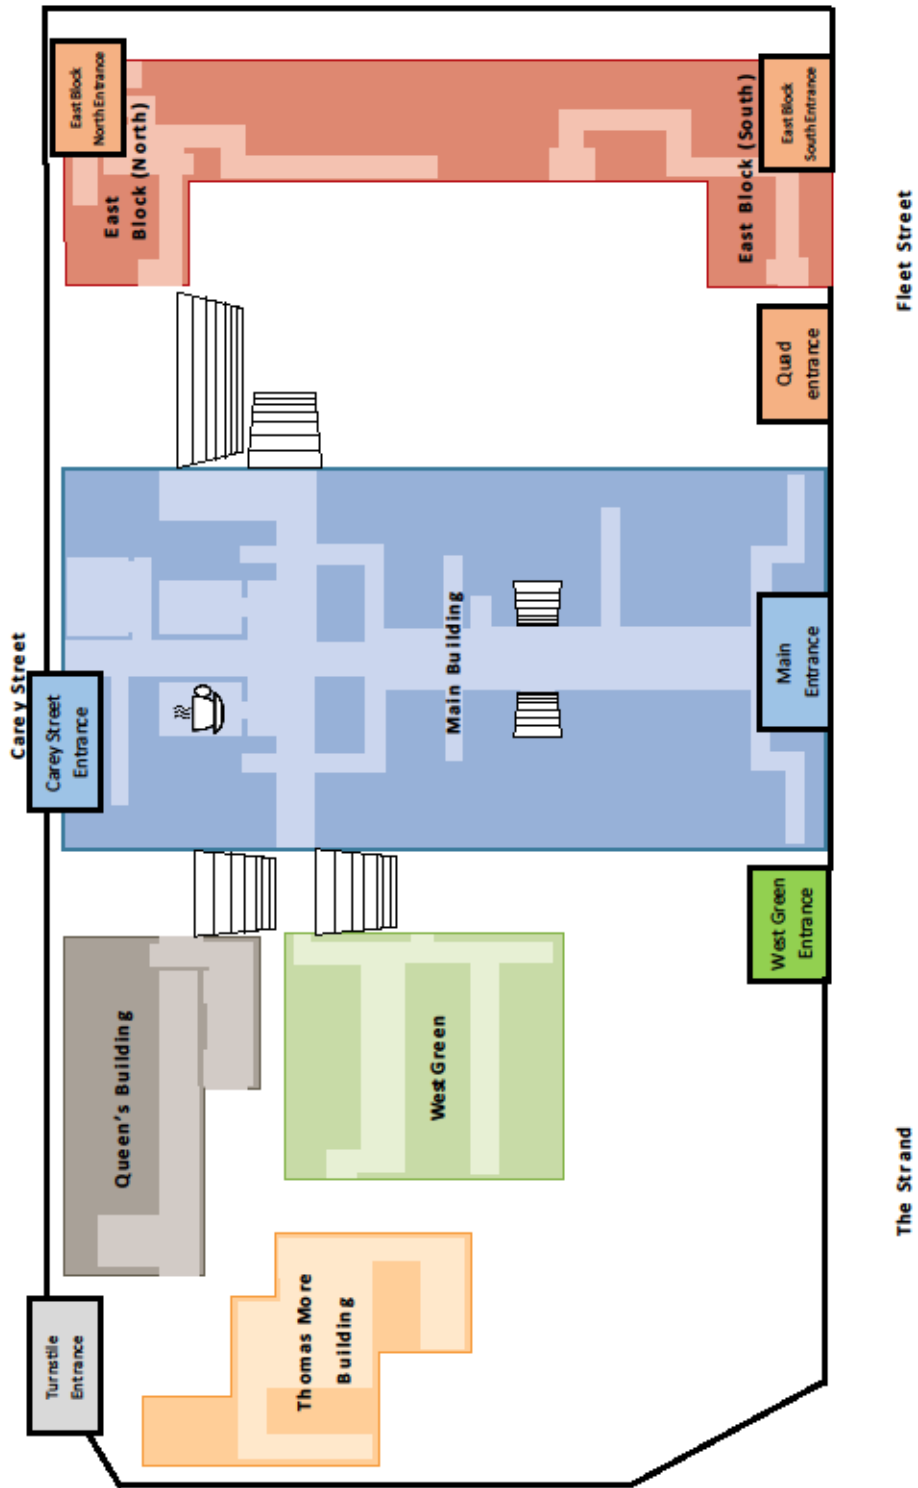 Carey Street
East Block
North Entrance
East
Block (North)
East Block (South)
East Block
South Entrance
Quad
entrance
Fleet Street
Carey Street
Entrance
Main Building
Main
Entrance
Queen's Building
West Green
West Green
Entrance
Turnstile
Entrance
Thomas More
Building
The Strand